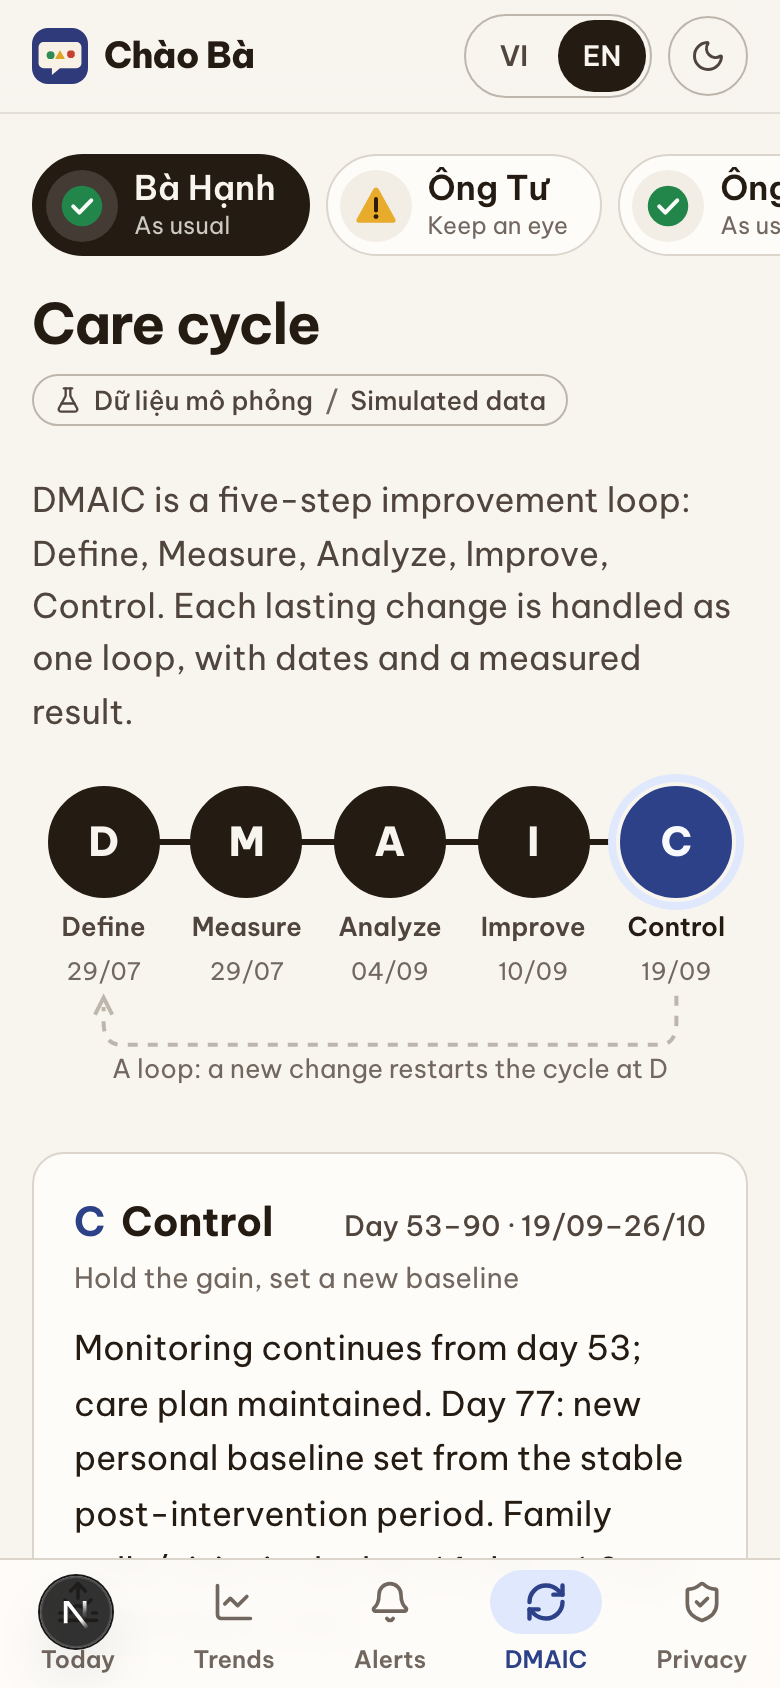 Chào Bà
VI
EN
Bà Hạnh
As usual
Ông Tư
Keep an eye
Ông
As us
Care cycle
Dữ liệu mô phỏng / Simulated data
DMAIC is a five-step improvement loop:
Define, Measure, Analyze, Improve,
Control. Each lasting change is handled as
one loop, with dates and a measured
result.
D
M
A
I
C
Define
Measure
Analyze
Improve
Control
29/07
29/07
04/09
10/09
19/09
A loop: a new change restarts the cycle at D
C Control
Day 53–90 · 19/09–26/10
Hold the gain, set a new baseline
Monitoring continues from day 53;
care plan maintained. Day 77: new
personal baseline set from the stable
post-intervention period. Family
N
Today
Trends
Alerts
DMAIC
Privacy